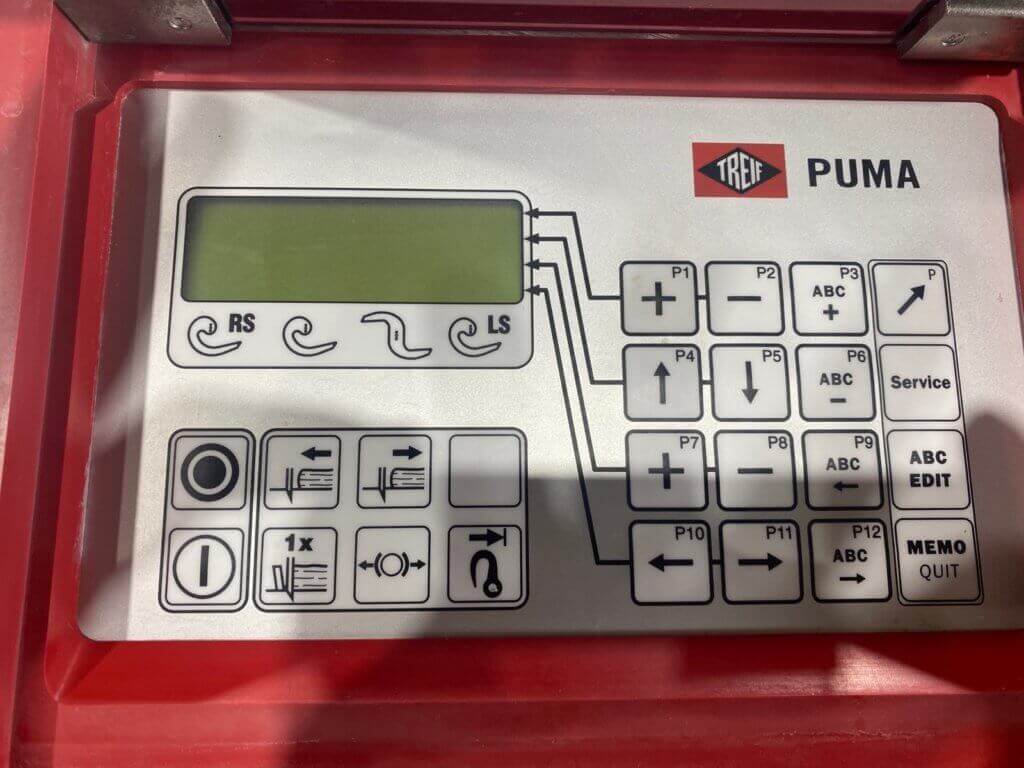 TREIF PUMA
RS LS
P1 P2 P3 P
+ − ABC
+
P4 P5 P6
↑ ↓ ABC
−
Service
P7 P8 P9
+ − ABC
←
ABC
EDIT
P10 P11 P12
← → ABC
→
MEMO
QUIT
1x